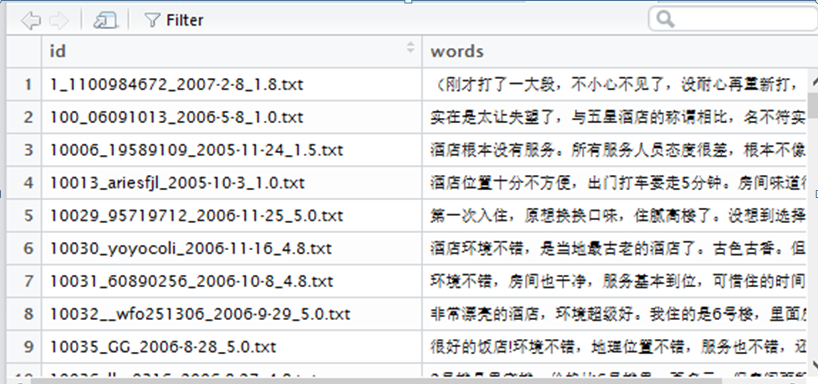 Filter
id words
1 1_1100984672_2007-2-8_1.8.txt （刚才打了一大段，不小心不见了，没耐心再重新打，
2 100_06091013_2006-5-8_1.0.txt 实在是太让失望了，与五星酒店的称谓相比，名不符实
3 10006_19589109_2005-11-24_1.5.txt 酒店根本没有服务。所有服务人员态度很差，根本不像
4 10013_ariesfjl_2005-10-3_1.0.txt 酒店位置十分不方便，出门打车要走5分钟。房间味道很
5 10029_95719712_2006-11-25_5.0.txt 第一次入住，原想换换口味，住腻高楼了。没想到选择
6 10030_yoyocoli_2006-11-16_4.8.txt 酒店环境不错，是当地最古老的酒店了。古色古香。但
7 10031_60890256_2006-10-8_4.8.txt 环境不错，房间也干净，服务基本到位，可惜住的时间
8 10032__wfo251306_2006-9-29_5.0.txt 非常漂亮的酒店，环境超级好。我住的是6号楼，里面
9 10035_GG_2006-8-28_5.0.txt 很好的饭店!环境不错，地理位置不错，服务也不错，还